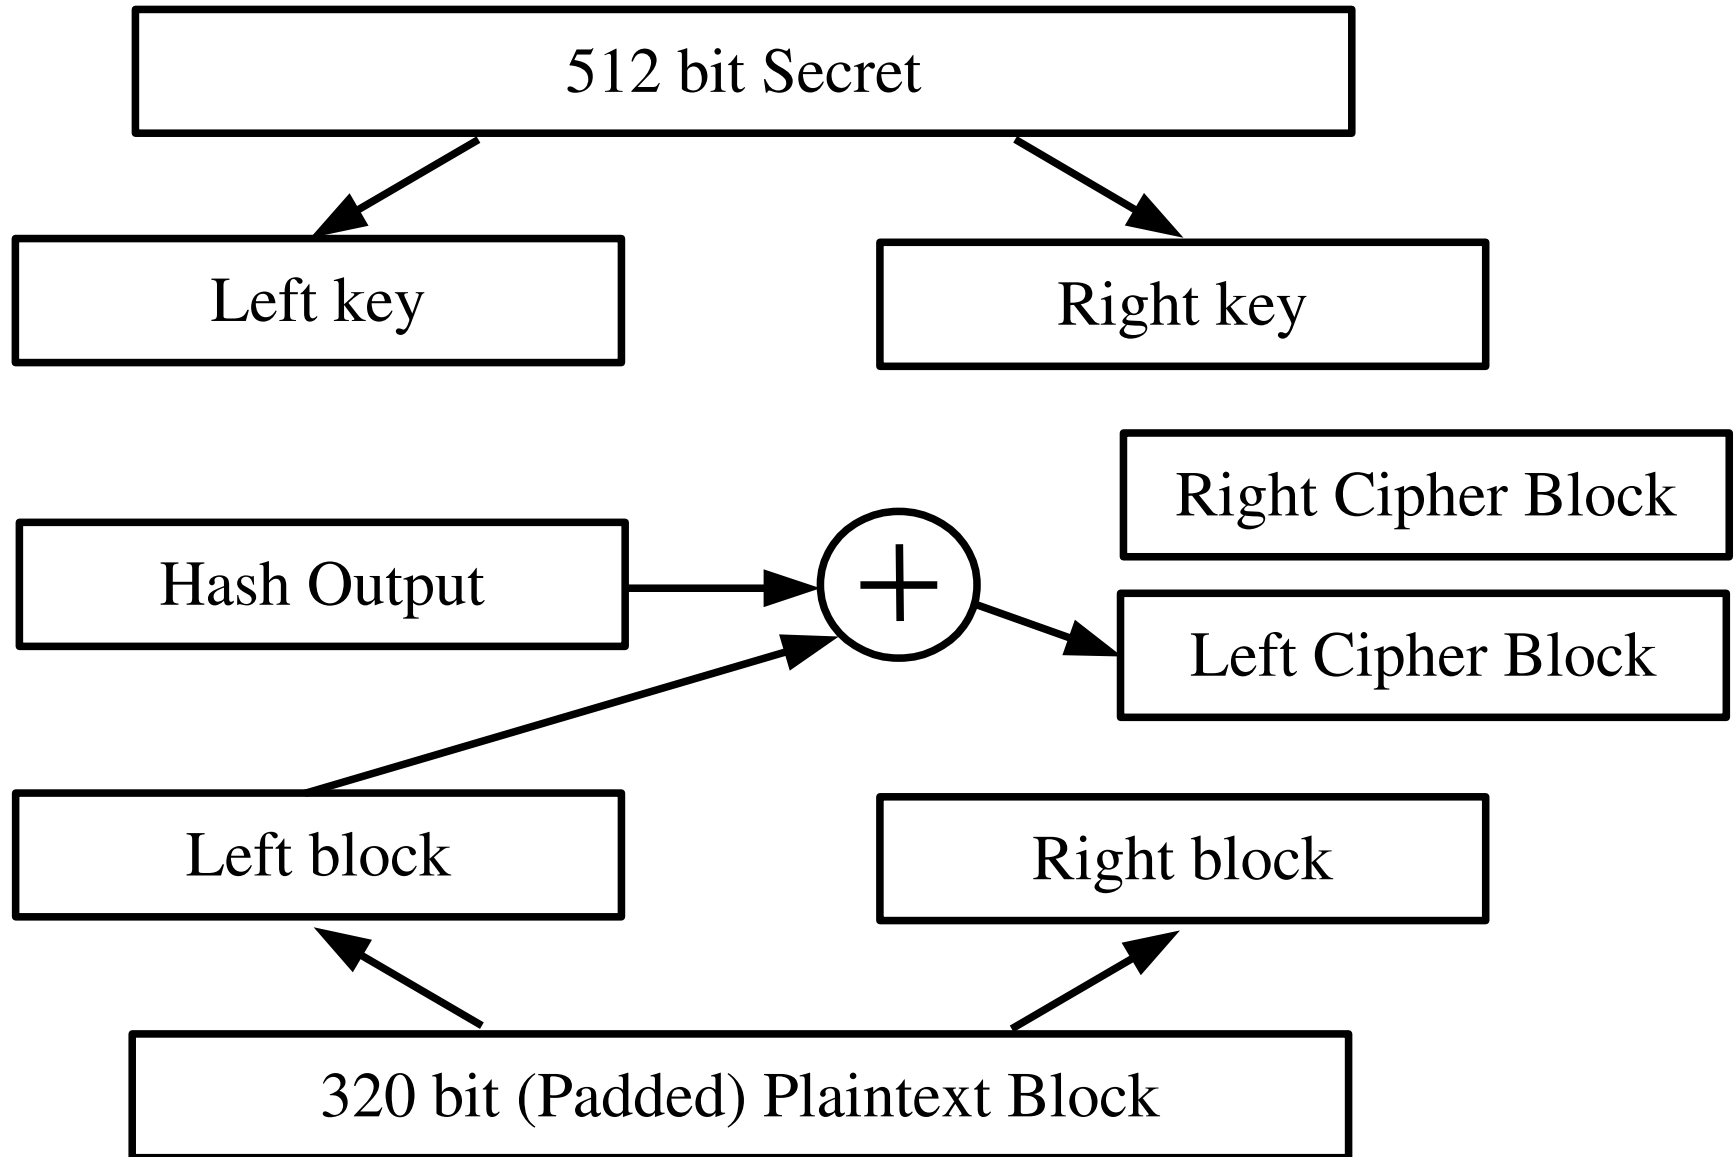 512 bit Secret
Left key
Right key
Right Cipher Block
Hash Output
Left Cipher Block
Left block
Right block
320 bit (Padded) Plaintext Block